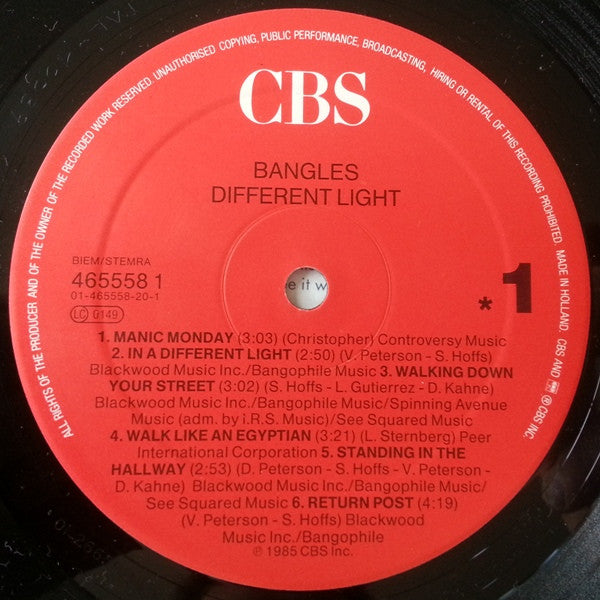 ALL RIGHTS OF THE PRODUCER AND OF THE OWNER OF THE RECORDED WORK RESERVED. UNAUTHORISED COPYING, PUBLIC PERFORMANCE, BROADCASTING, HIRING OR RENTAL OF THIS RECORDING PROHIBITED. MADE IN HOLLAND. CBS AND ® CBS INC.
CBS
BANGLES
DIFFERENT LIGHT
BIEM/STEMRA
465558 1
01-465558-20-1
LC 0149
e it w
* 1
1. MANIC MONDAY (3:03) (Christopher) Controversy Music
2. IN A DIFFERENT LIGHT (2:50) (V. Peterson - S. Hoffs)
Blackwood Music Inc./Bangophile Music 3. WALKING DOWN
YOUR STREET (3:02) (S. Hoffs - L. Gutierrez - D. Kahne)
Blackwood Music Inc./Bangophile Music/Spinning Avenue
Music (adm. by i.R.S. Music)/See Squared Music
4. WALK LIKE AN EGYPTIAN (3:21) (L. Sternberg) Peer
International Corporation 5. STANDING IN THE
HALLWAY (2:53) (D. Peterson - S. Hoffs - V. Peterson -
D. Kahne) Blackwood Music Inc./Bangophile Music/
See Squared Music 6. RETURN POST (4:19)
(V. Peterson - S. Hoffs) Blackwood
Music Inc./Bangophile
℗ 1985 CBS Inc.